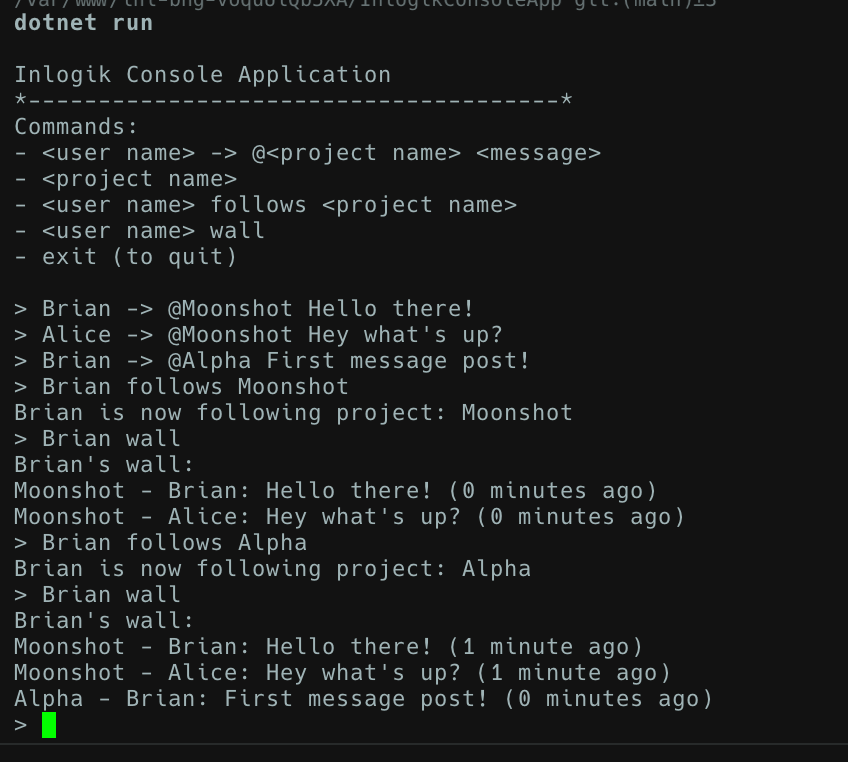 dotnet run
Inlogik Console Application
*--------------------------------------*
Commands:
- <user name> -> @<project name> <message>
- <project name>
- <user name> follows <project name>
- <user name> wall
- exit (to quit)
> Brian -> @Moonshot Hello there!
> Alice -> @Moonshot Hey what's up?
> Brian -> @Alpha First message post!
> Brian follows Moonshot
Brian is now following project: Moonshot
> Brian wall
Brian's wall:
Moonshot - Brian: Hello there! (0 minutes ago)
Moonshot - Alice: Hey what's up? (0 minutes ago)
> Brian follows Alpha
Brian is now following project: Alpha
> Brian wall
Brian's wall:
Moonshot - Brian: Hello there! (1 minute ago)
Moonshot - Alice: Hey what's up? (1 minute ago)
Alpha - Brian: First message post! (0 minutes ago)
>